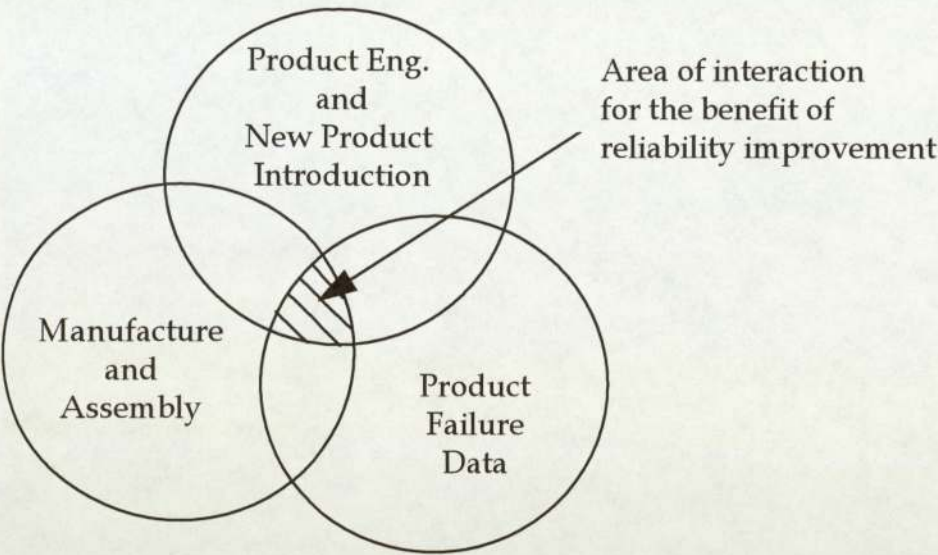 Product Eng.
and
New Product
Introduction
Area of interaction
for the benefit of
reliability improvement
Manufacture
and
Assembly
Product
Failure
Data